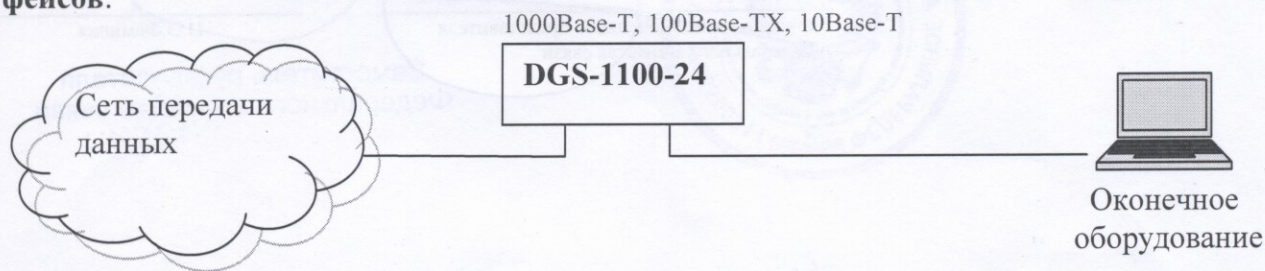 фейсов:
1000Base-T, 100Base-TX, 10Base-T
DGS-1100-24
Сеть передачи
данных
Оконечное
оборудование